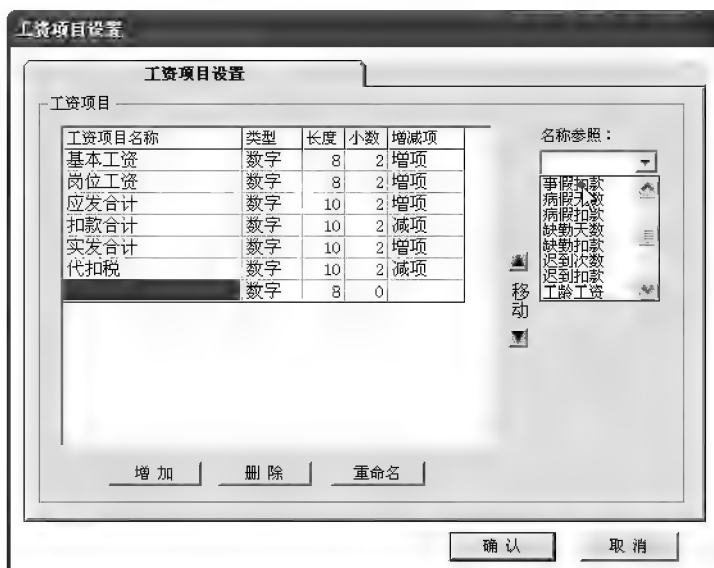 工资项目设置
工资项目设置
工资项目
工资项目名称 类型 长度 小数 增减项
基本工资 数字 8 2 增项
岗位工资 数字 8 2 增项
应发合计 数字 10 2 增项
扣款合计 数字 10 2 减项
实发合计 数字 10 2 增项
代扣税 数字 10 2 减项
数字 8 0
名称参照：
事假扣款
病假天数
病假扣款
缺勤天数
缺勤扣款
迟到次数
迟到扣款
工龄工资
移动
增加 删除 重命名
确认 取消